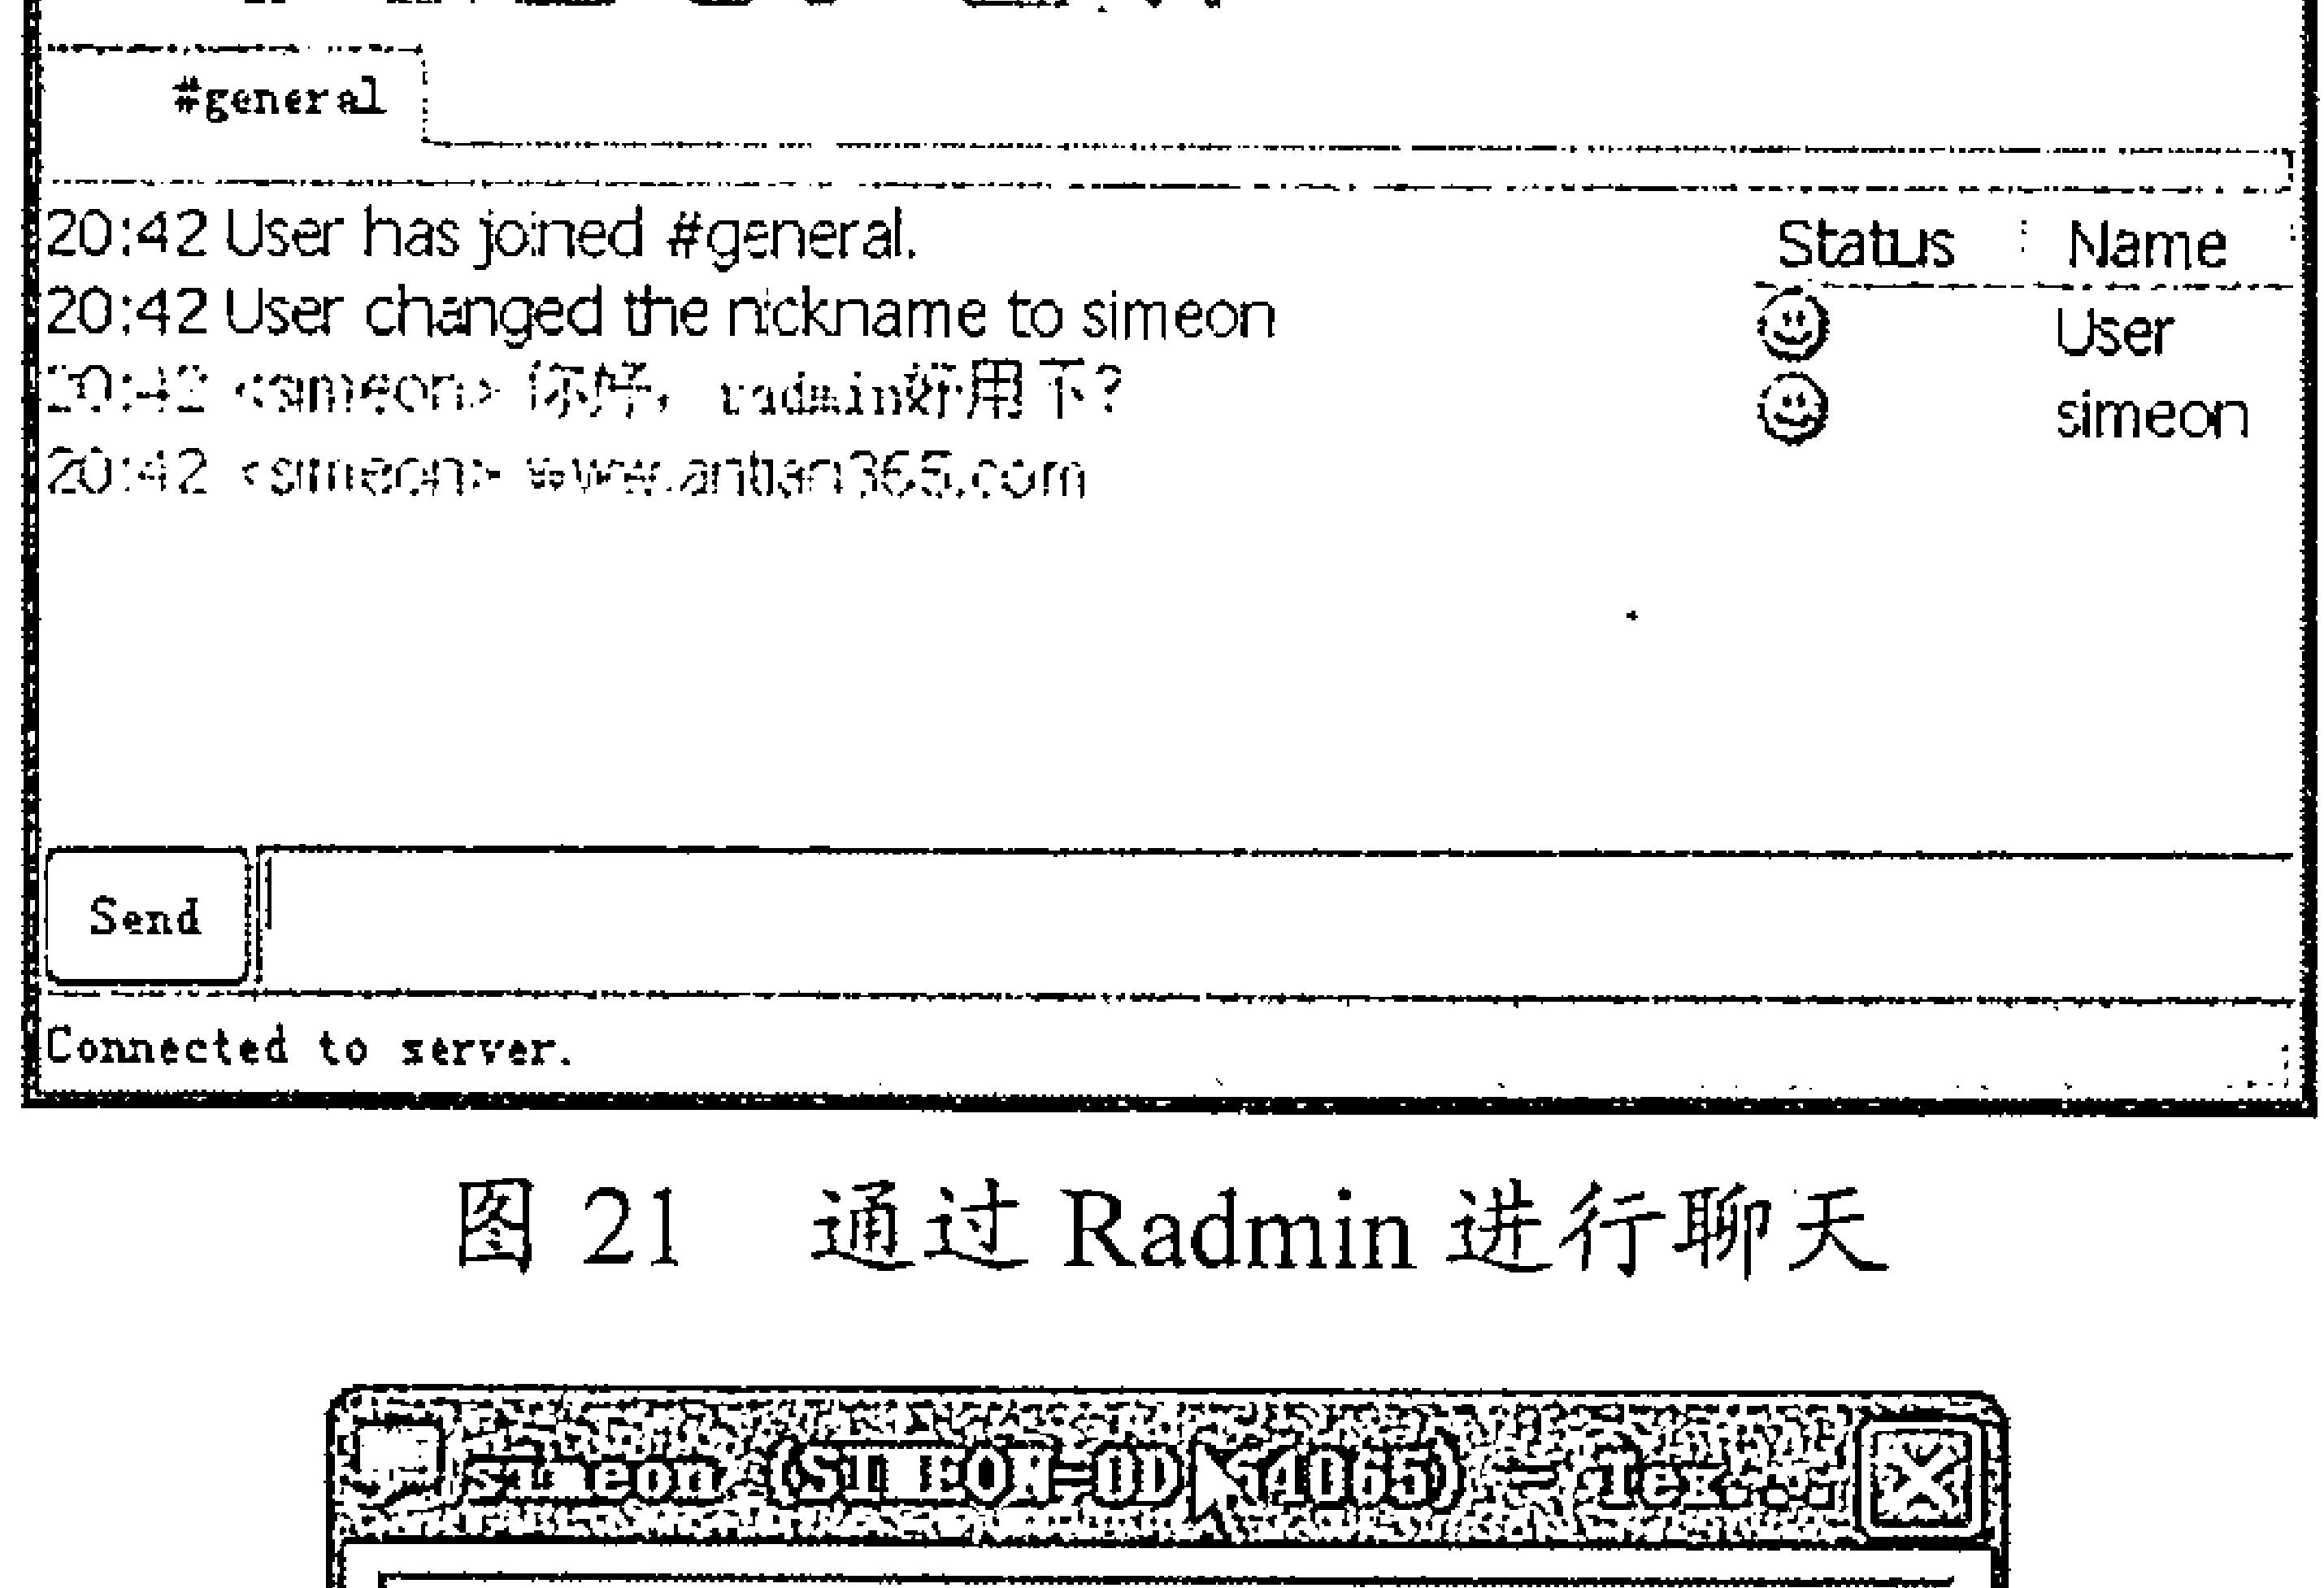 #general
20:42 User has joined #general.
Status Name
20:42 User changed the nickname to simeon
User
20:42 <simeon> 你好，radmin好用不?
simeon
20:42 <simeon> www.antian365.com
Send
Connected to server.
图 21 通过 Radmin 进行聊天
simeon - Tex...